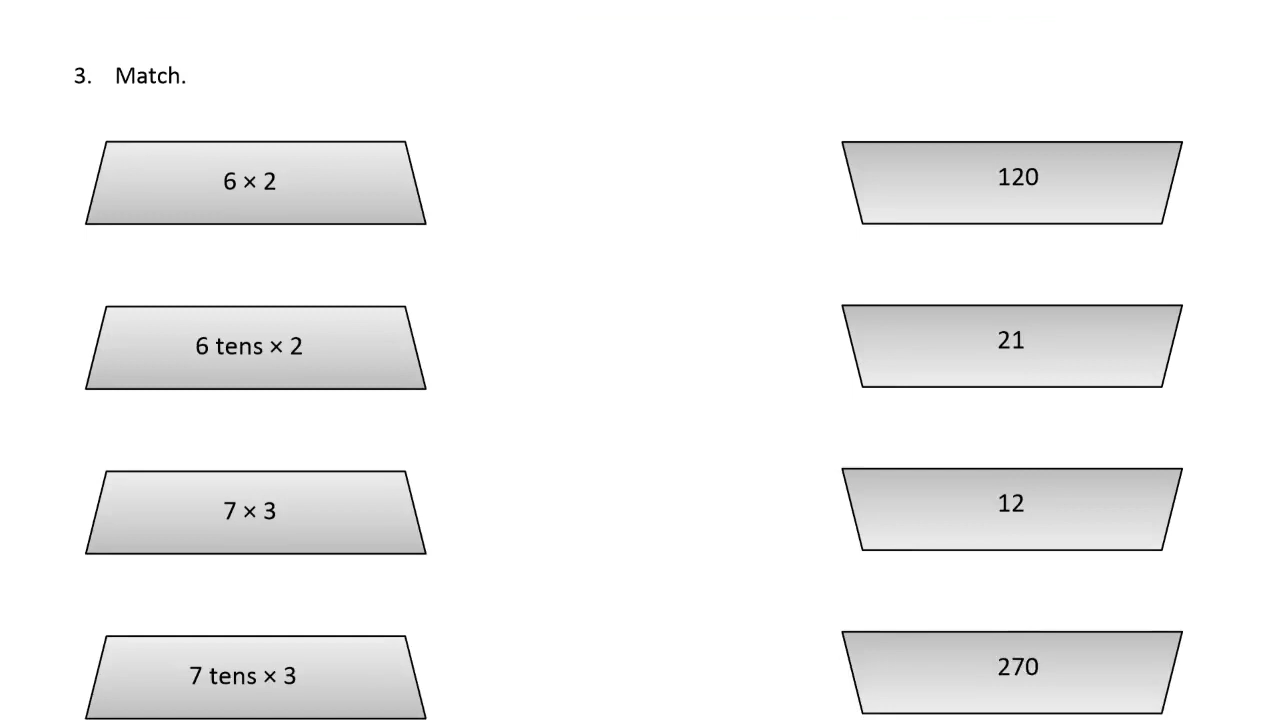 3. Match.
6 × 2
120
6 tens × 2
21
7 × 3
12
7 tens × 3
270